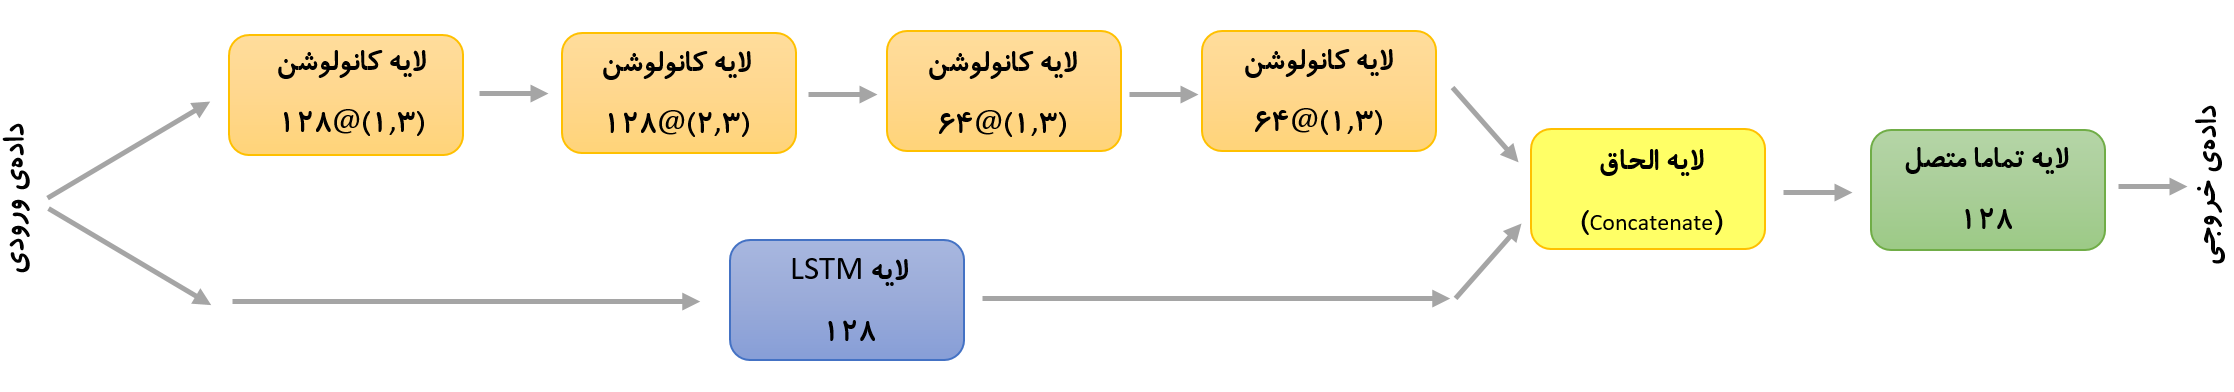 داده‌ی ورودی
لایه کانولوشن
۱۲۸@(۱,۳)
لایه کانولوشن
۱۲۸@(۲,۳)
لایه کانولوشن
۶۴@(۱,۳)
لایه کانولوشن
۶۴@(۱,۳)
لایه LSTM
۱۲۸
لایه الحاق
(Concatenate)
لایه تماما متصل
۱۲۸
داده‌ی خروجی